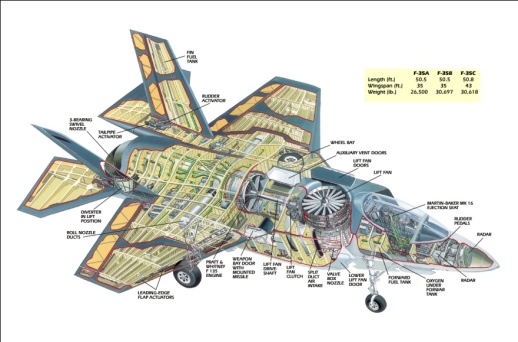 FIN
FUEL
TANK
RUDDER
ACTIVATOR
3-BEARING
SWIVEL
NOZZLE
TAILPIPE
ACTIVATOR
F-35A F-35B F-35C
Length (ft.) 50.5 50.5 50.8
Wingspan (ft.) 35 35 43
Weight (lb.) 26,500 30,697 30,618
WHEEL BAY
AUXILIARY VENT DOORS
LIFT FAN
DOORS
LIFT FAN
MARTIN-BAKER MK 16
EJECTION SEAT
RUDDER
PEDALS
RADAR
DIVERTER
IN LIFT
POSITION
ROLL NOZZLE
DUCTS
LEADING-EDGE
FLAP ACTUATORS
PRATT &
WHITNEY
F 135
ENGINE
WEAPON
BAY DOOR
WITH
MOUNTED
MISSILE
LIFT FAN
DRIVE-
SHAFT
LIFT
FAN
CLUTCH
SPLIT
DUCT
AIR
INTAKE
VALVE
BOX
NOZZLE
LOWER
LIFT FAN
DOOR
FORWARD
FUEL TANK
OXYGEN
UNDER
FORWAR
TANK
RADAR